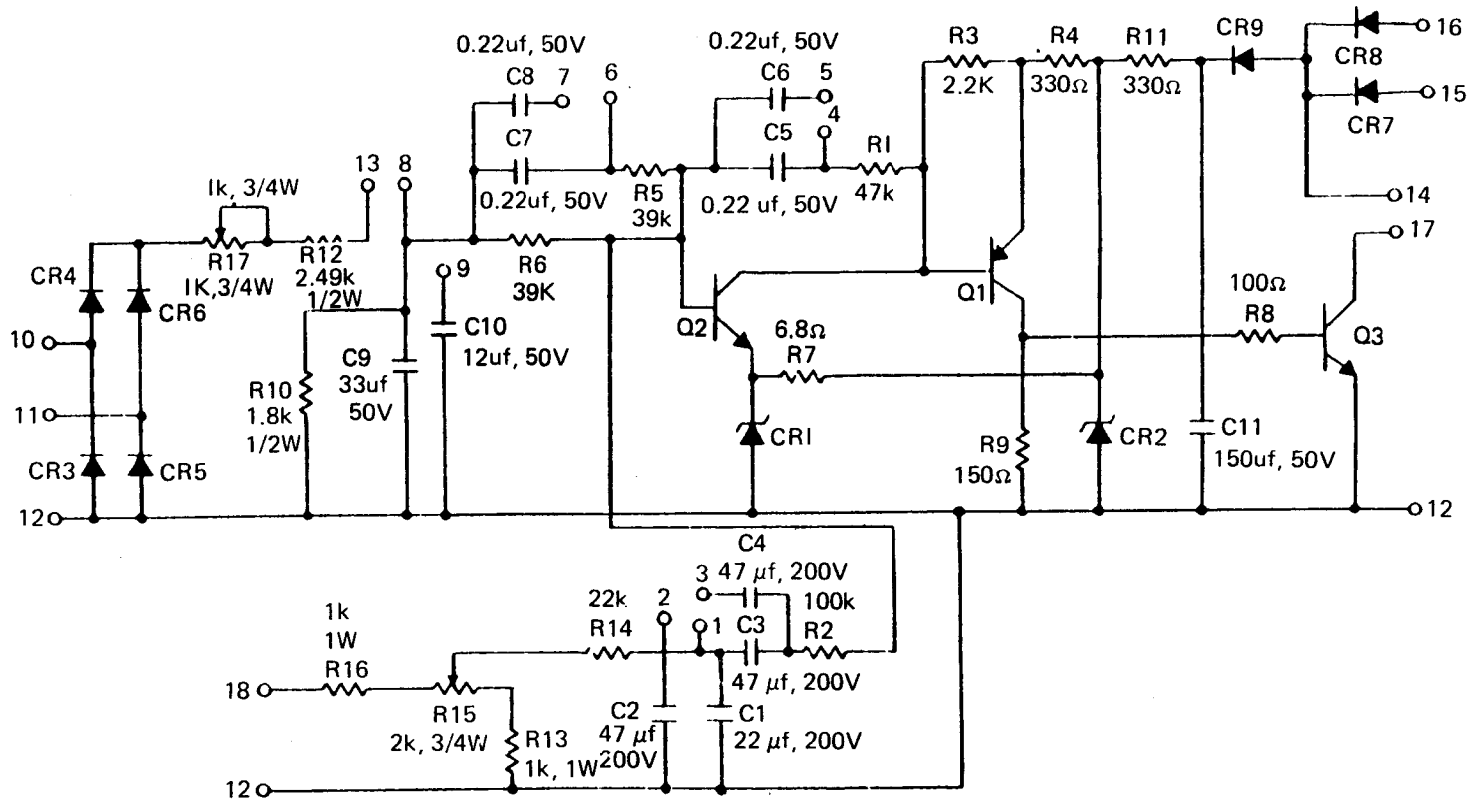 0.22uf, 50V
C8
7
6
C7
0.22uf, 50V
0.22uf, 50V
C6
5
4
C5
0.22 uf, 50V
R5
39k
R1
47k
R3
2.2K
R4
330Ω
R11
330Ω
CR9
16
CR8
15
CR7
14
17
1k, 3/4W
13
8
R17
1K,3/4W
R12
2.49k
1/2W
R6
39K
9
C10
12uf, 50V
CR4
CR6
10
11
CR3
CR5
12
R10
1.8k
1/2W
C9
33uf
50V
Q2
6.8Ω
R7
Q1
100Ω
R8
Q3
CR1
R9
150Ω
CR2
C11
150uf, 50V
12
C4
47 µf, 200V
3
100k
R2
22k
R14
2
1
C3
47 µf, 200V
1k
1W
R16
18
R15
2k, 3/4W
R13
1k, 1W
C2
47 µf
200V
C1
22 µf, 200V
12